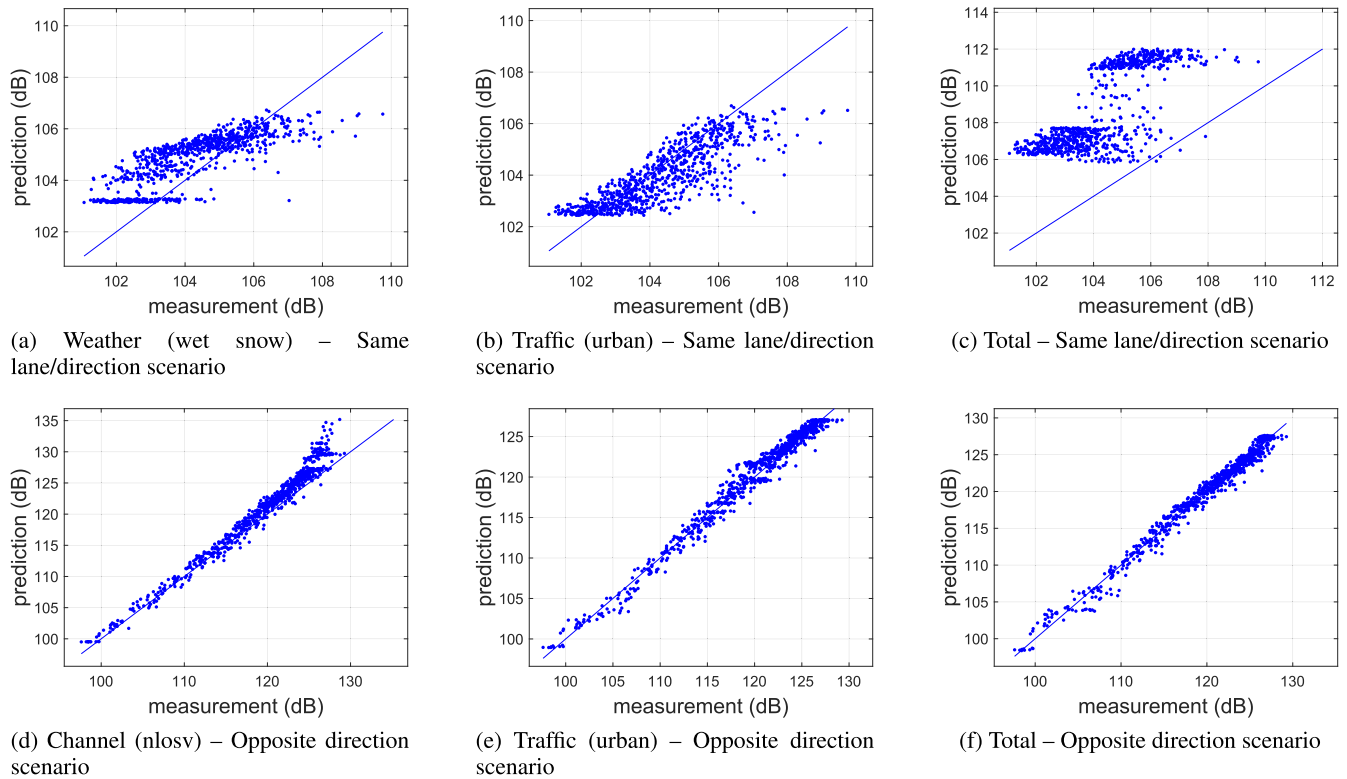 110
108
106
104
102
prediction (dB)
102 104 106 108 110
measurement (dB)
(a) Weather (wet snow) – Same
lane/direction scenario
110
108
106
104
102
prediction (dB)
102 104 106 108 110
measurement (dB)
(b) Traffic (urban) – Same lane/direction
scenario
114
112
110
108
106
104
102
prediction (dB)
102 104 106 108 110 112
measurement (dB)
(c) Total – Same lane/direction scenario
135
130
125
120
115
110
105
100
prediction (dB)
100 110 120 130
measurement (dB)
(d) Channel (nlosv) – Opposite direction
scenario
125
120
115
110
105
100
prediction (dB)
100 105 110 115 120 125 130
measurement (dB)
(e) Traffic (urban) – Opposite direction
scenario
130
125
120
115
110
105
100
prediction (dB)
100 110 120 130
measurement (dB)
(f) Total – Opposite direction scenario